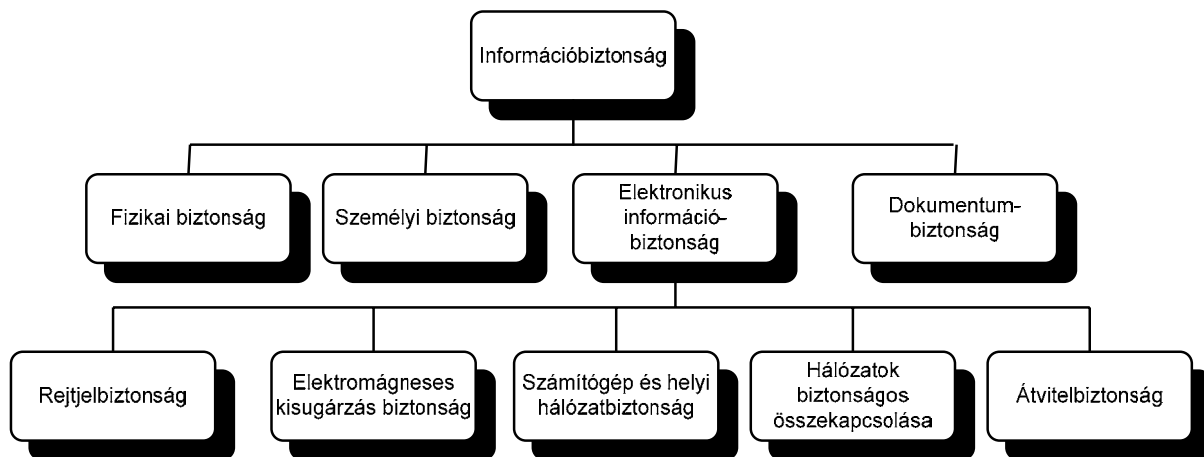 Információbiztonság
Fizikai biztonság
Személyi biztonság
Elektronikus
információ-
biztonság
Dokumentum-
biztonság
Rejtjelbiztonság
Elektromágneses
kisugárzás biztonság
Számítógép és helyi
hálózatbiztonság
Hálózatok
biztonságos
összekapcsolása
Átvitelbiztonság